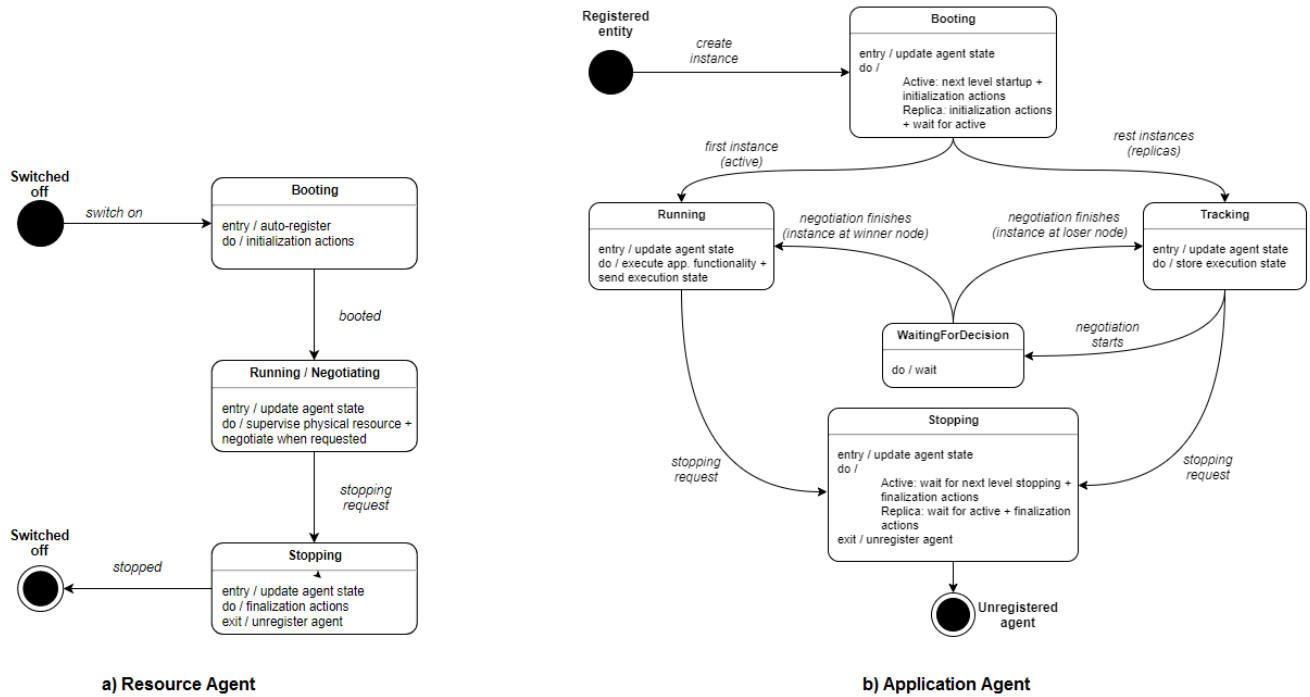 Switched
off
switch on
Booting
entry / auto-register
do / initialization actions
booted
Running / Negotiating
entry / update agent state
do / supervise physical resource +
negotiate when requested
stopping
request
Stopping
entry / update agent state
do / finalization actions
exit / unregister agent
stopped
Switched
off
a) Resource Agent
Registered
entity
create
instance
Booting
entry / update agent state
do /
Active: next level startup +
initialization actions
Replica: initialization actions
+ wait for active
first instance
(active)
rest instances
(replicas)
Running
entry / update agent state
do / execute app. functionality +
send execution state
negotiation finishes
(instance at winner node)
negotiation finishes
(instance at loser node)
Tracking
entry / update agent state
do / store execution state
WaitingForDecision
do / wait
negotiation
starts
stopping
request
Stopping
entry / update agent state
do /
Active: wait for next level stopping +
finalization actions
Replica: wait for active + finalization
actions
exit / unregister agent
stopping
request
Unregistered
agent
b) Application Agent